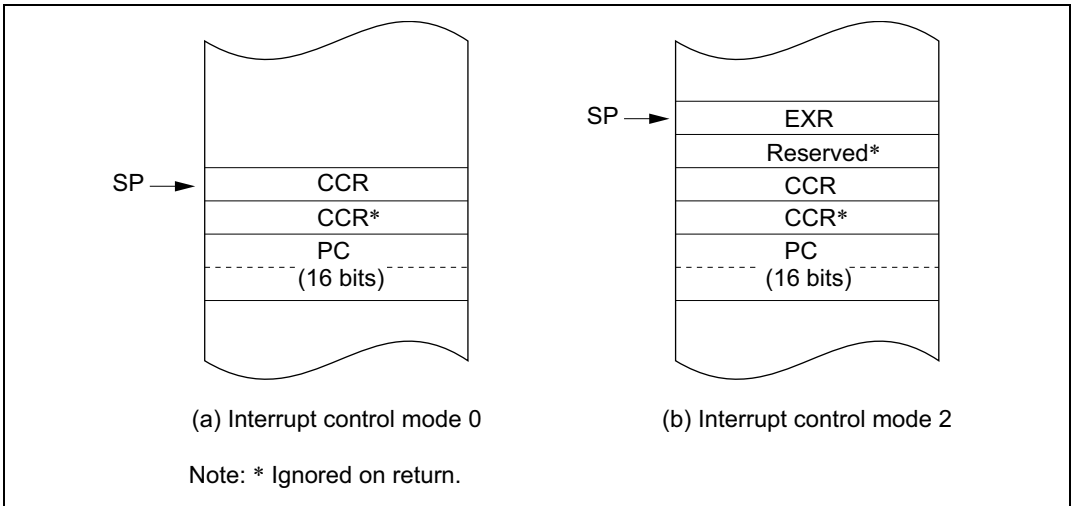 SP
CCR
CCR*
PC
(16 bits)
(a) Interrupt control mode 0
SP
EXR
Reserved*
CCR
CCR*
PC
(16 bits)
(b) Interrupt control mode 2
Note: * Ignored on return.